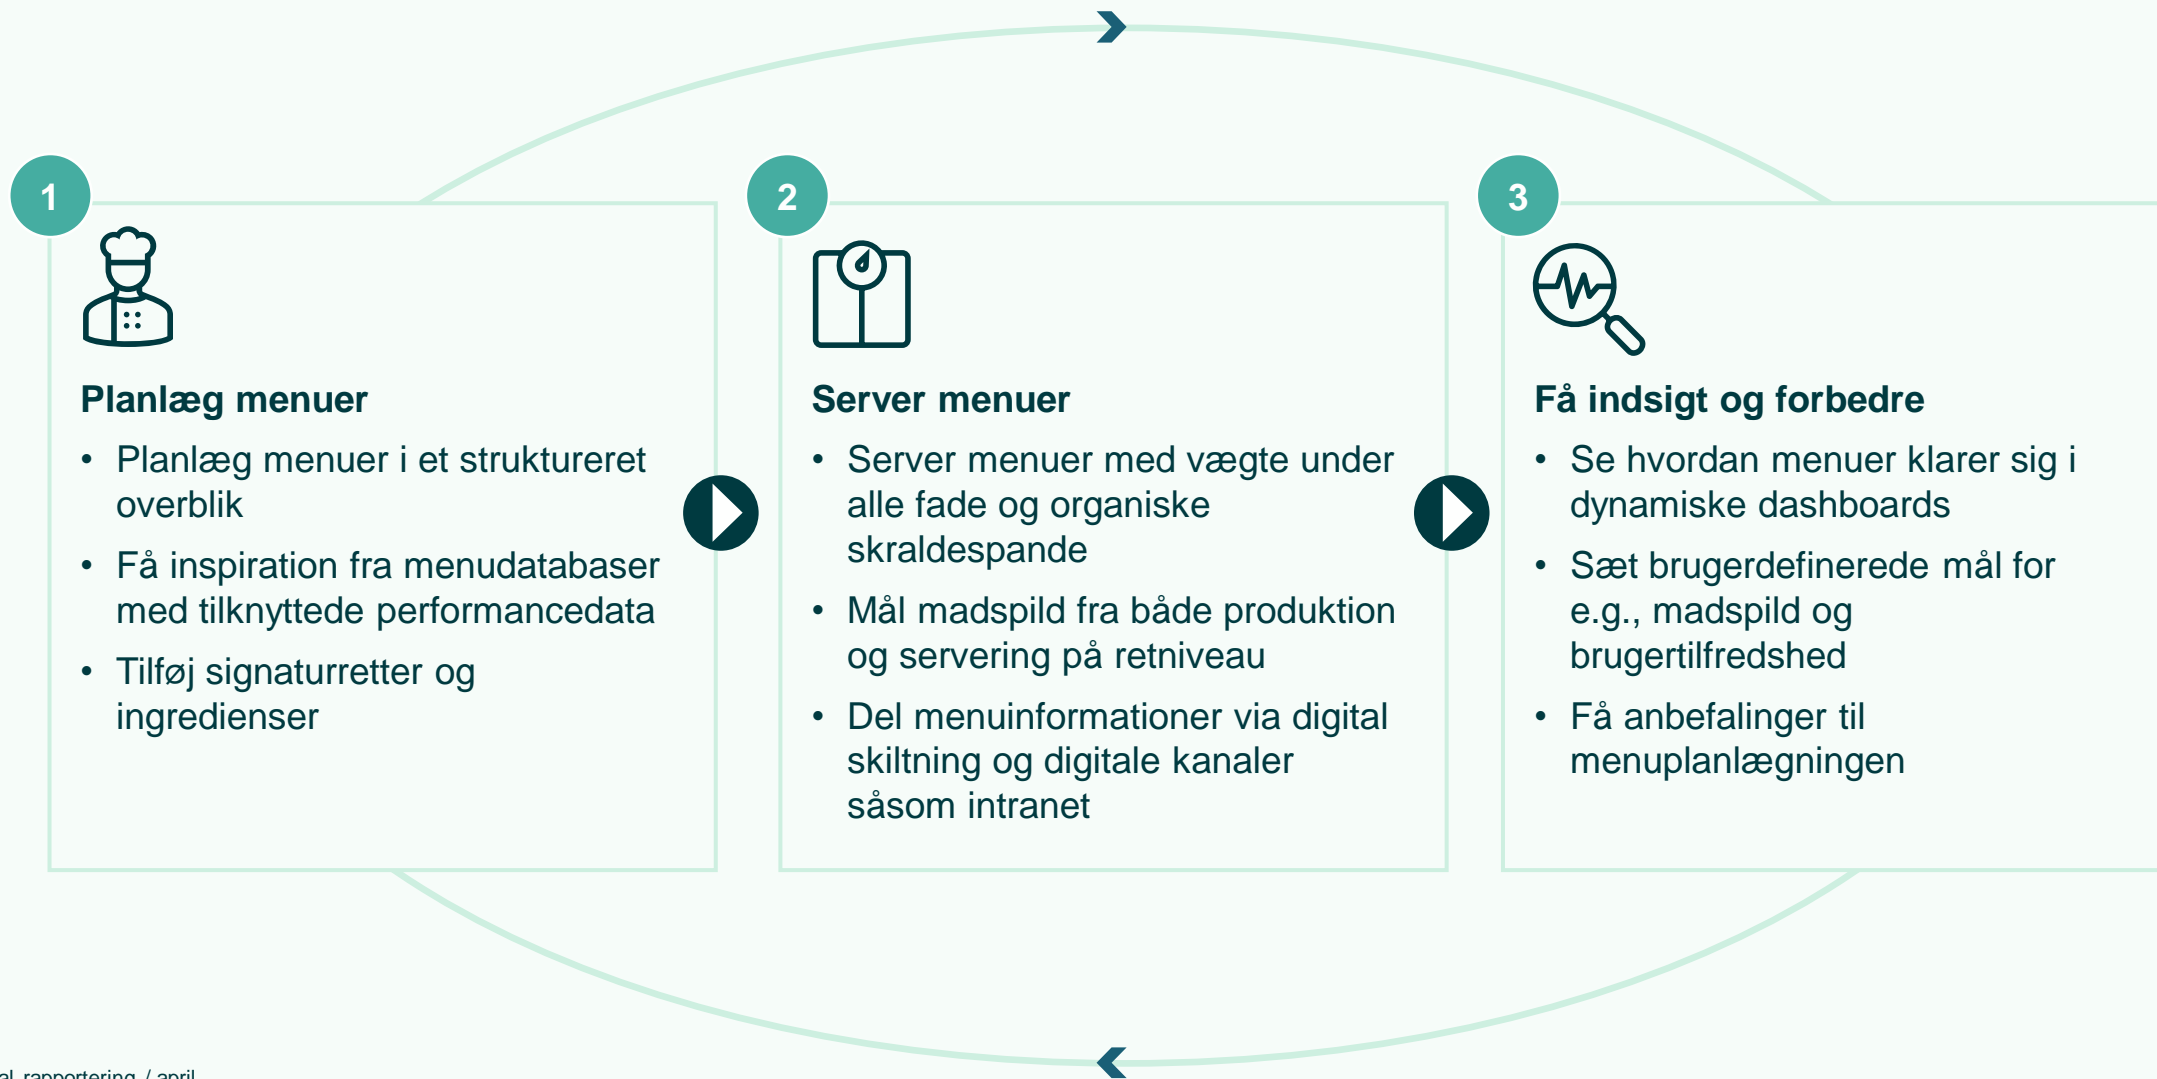 1
Planlæg menuer
• Planlæg menuer i et struktureret
overblik
• Få inspiration fra menudatabaser
med tilknyttede performancedata
• Tilføj signaturretter og
ingredienser
2
Server menuer
• Server menuer med vægte under
alle fade og organiske
skraldespande
• Mål madspild fra både produktion
og servering på retniveau
• Del menuinformationer via digital
skiltning og digitale kanaler
såsom intranet
3
Få indsigt og forbedre
• Se hvordan menuer klarer sig i
dynamiske dashboards
• Sæt brugerdefinerede mål for
e.g., madspild og
brugertilfredshed
• Få anbefalinger til
menuplanlægningen
rapportering / april